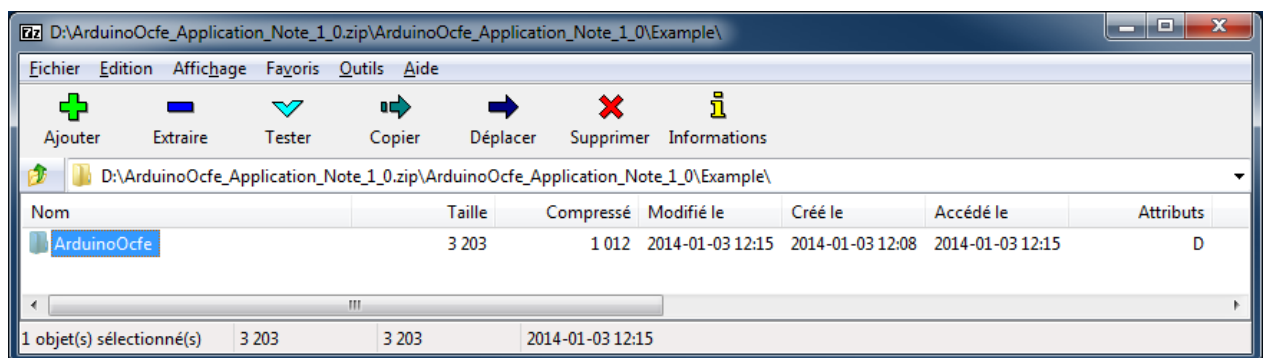 7z D:\ArduinoOcfe_Application_Note_1_0.zip\ArduinoOcfe_Application_Note_1_0\Example\
Fichier Edition Affichage Favoris Outils Aide
Ajouter Extraire Tester Copier Déplacer Supprimer Informations
D:\ArduinoOcfe_Application_Note_1_0.zip\ArduinoOcfe_Application_Note_1_0\Example\
Nom Taille Compressé Modifié le Créé le Accédé le Attributs
ArduinoOcfe 3 203 1 012 2014-01-03 12:15 2014-01-03 12:08 2014-01-03 12:15 D
1 objet(s) sélectionné(s) 3 203 3 203 2014-01-03 12:15